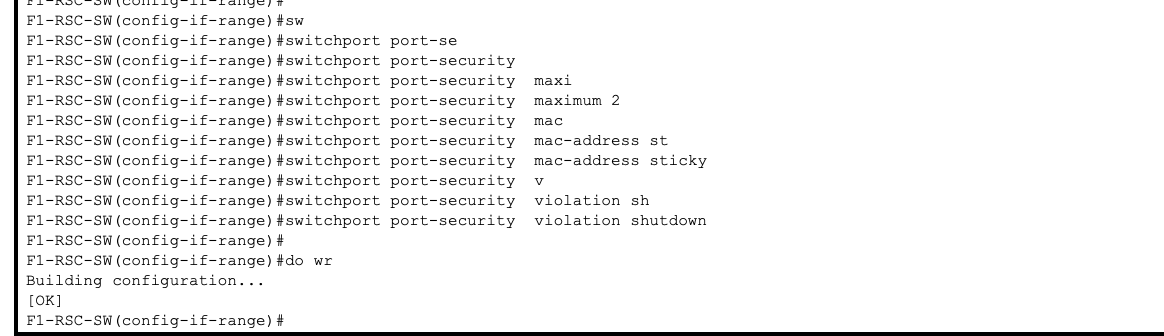 F1-RSC-SW(config-if-range)#
F1-RSC-SW(config-if-range)#sw
F1-RSC-SW(config-if-range)#switchport port-se
F1-RSC-SW(config-if-range)#switchport port-security
F1-RSC-SW(config-if-range)#switchport port-security  maxi
F1-RSC-SW(config-if-range)#switchport port-security  maximum 2
F1-RSC-SW(config-if-range)#switchport port-security  mac
F1-RSC-SW(config-if-range)#switchport port-security  mac-address st
F1-RSC-SW(config-if-range)#switchport port-security  mac-address sticky
F1-RSC-SW(config-if-range)#switchport port-security  v
F1-RSC-SW(config-if-range)#switchport port-security  violation sh
F1-RSC-SW(config-if-range)#switchport port-security  violation shutdown
F1-RSC-SW(config-if-range)#
F1-RSC-SW(config-if-range)#do wr
Building configuration...
[OK]
F1-RSC-SW(config-if-range)#